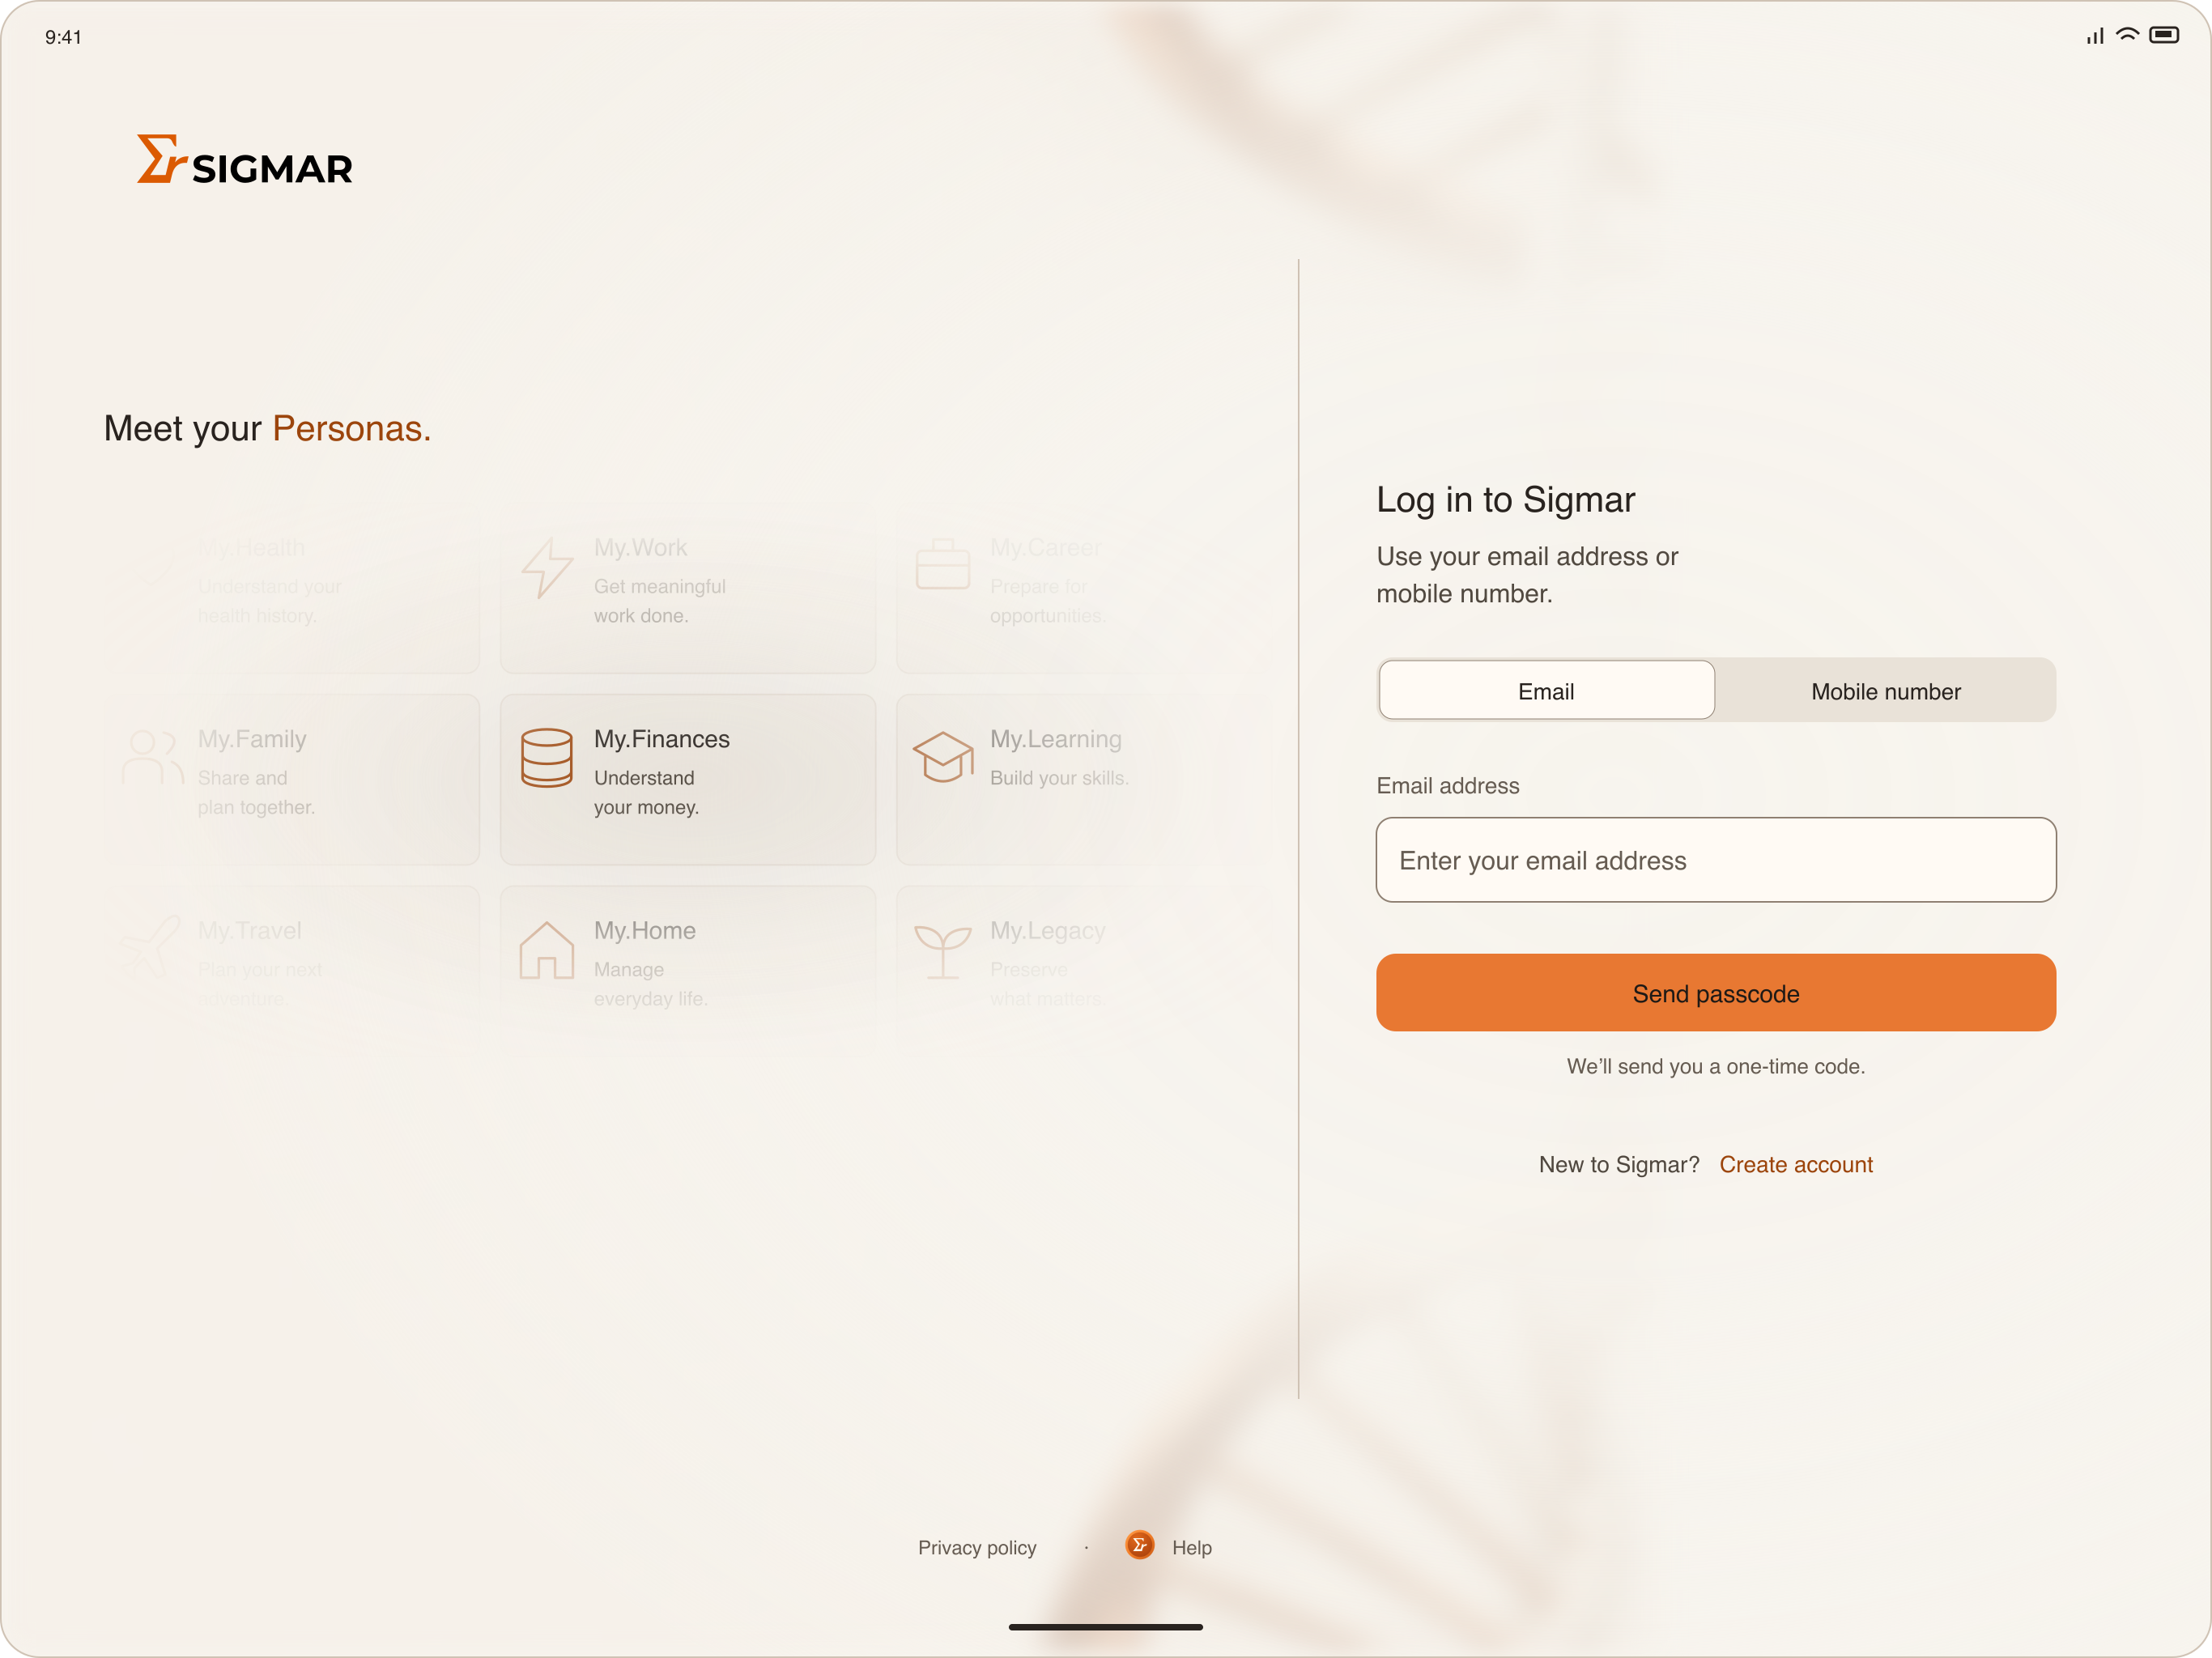 9:41
Σr SIGMAR
Meet your Personas.
My.Health
Understand your
health history.
My.Work
Get meaningful
work done.
My.Career
Prepare for
opportunities.
My.Family
Share and
plan together.
My.Finances
Understand
your money.
My.Learning
Build your skills.
My.Travel
Plan your next
adventure.
My.Home
Manage
everyday life.
My.Legacy
Preserve
what matters.
Log in to Sigmar
Use your email address or
mobile number.
Email
Mobile number
Email address
Enter your email address
Send passcode
We’ll send you a one-time code.
New to Sigmar? Create account
Privacy policy · Σr Help